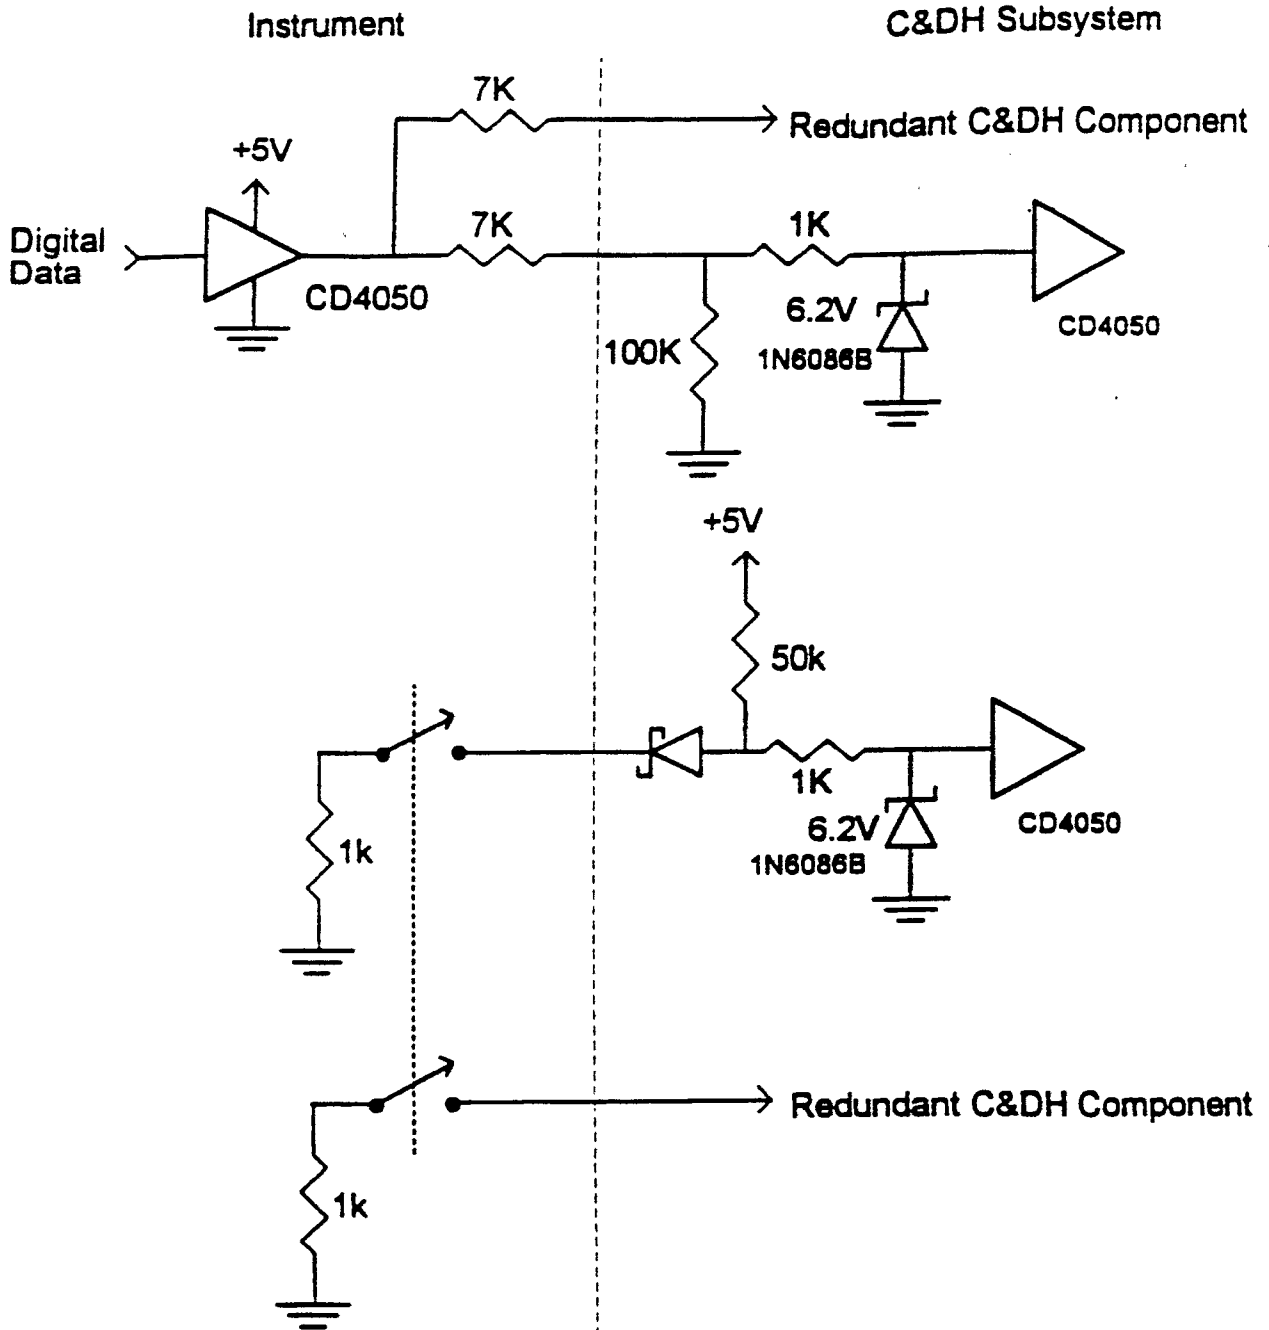 Instrument
C&DH Subsystem
7K
Redundant C&DH Component
+5V
Digital
Data
7K
1K
CD4050
6.2V
1N6086B
CD4050
100K
+5V
50k
1K
6.2V
1N6086B
CD4050
1k
Redundant C&DH Component
1k